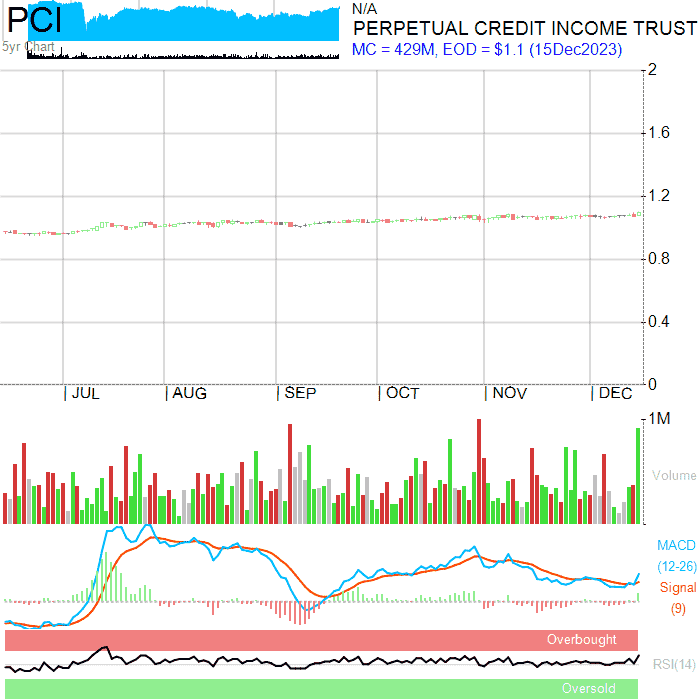 PCI
N/A
PERPETUAL CREDIT INCOME TRUST
5yr Chart
MC = 429M, EOD = $1.1 (15Dec2023)
2
1.6
1.2
0.8
0.4
0
JUL AUG SEP OCT NOV DEC
1M
Volume
MACD
(12-26)
Signal
(9)
Overbought
RSI(14)
Oversold